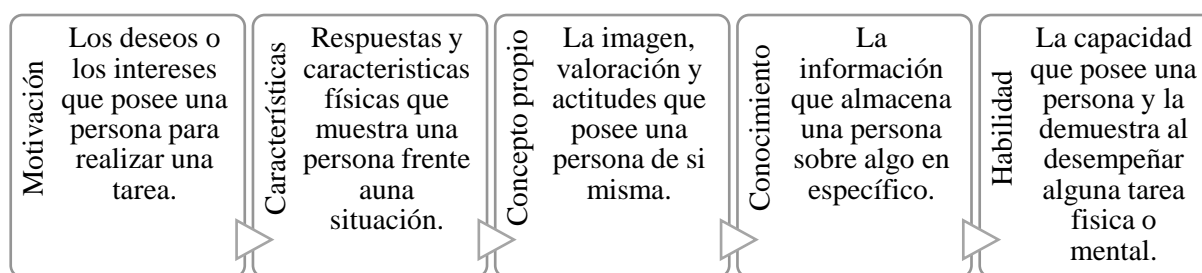 Motivación
Los deseos o
los intereses
que posee una
persona para
realizar una
tarea.
Características
Respuestas y
caracteristicas
físicas que
muestra una
persona frente
auna
situación.
Concepto propio
La imagen,
valoración y
actitudes que
posee una
persona de si
misma.
Conocimiento
La
información
que almacena
una persona
sobre algo en
específico.
Habilidad
La capacidad
que posee una
persona y la
demuestra al
desempeñar
alguna tarea
fisica o
mental.